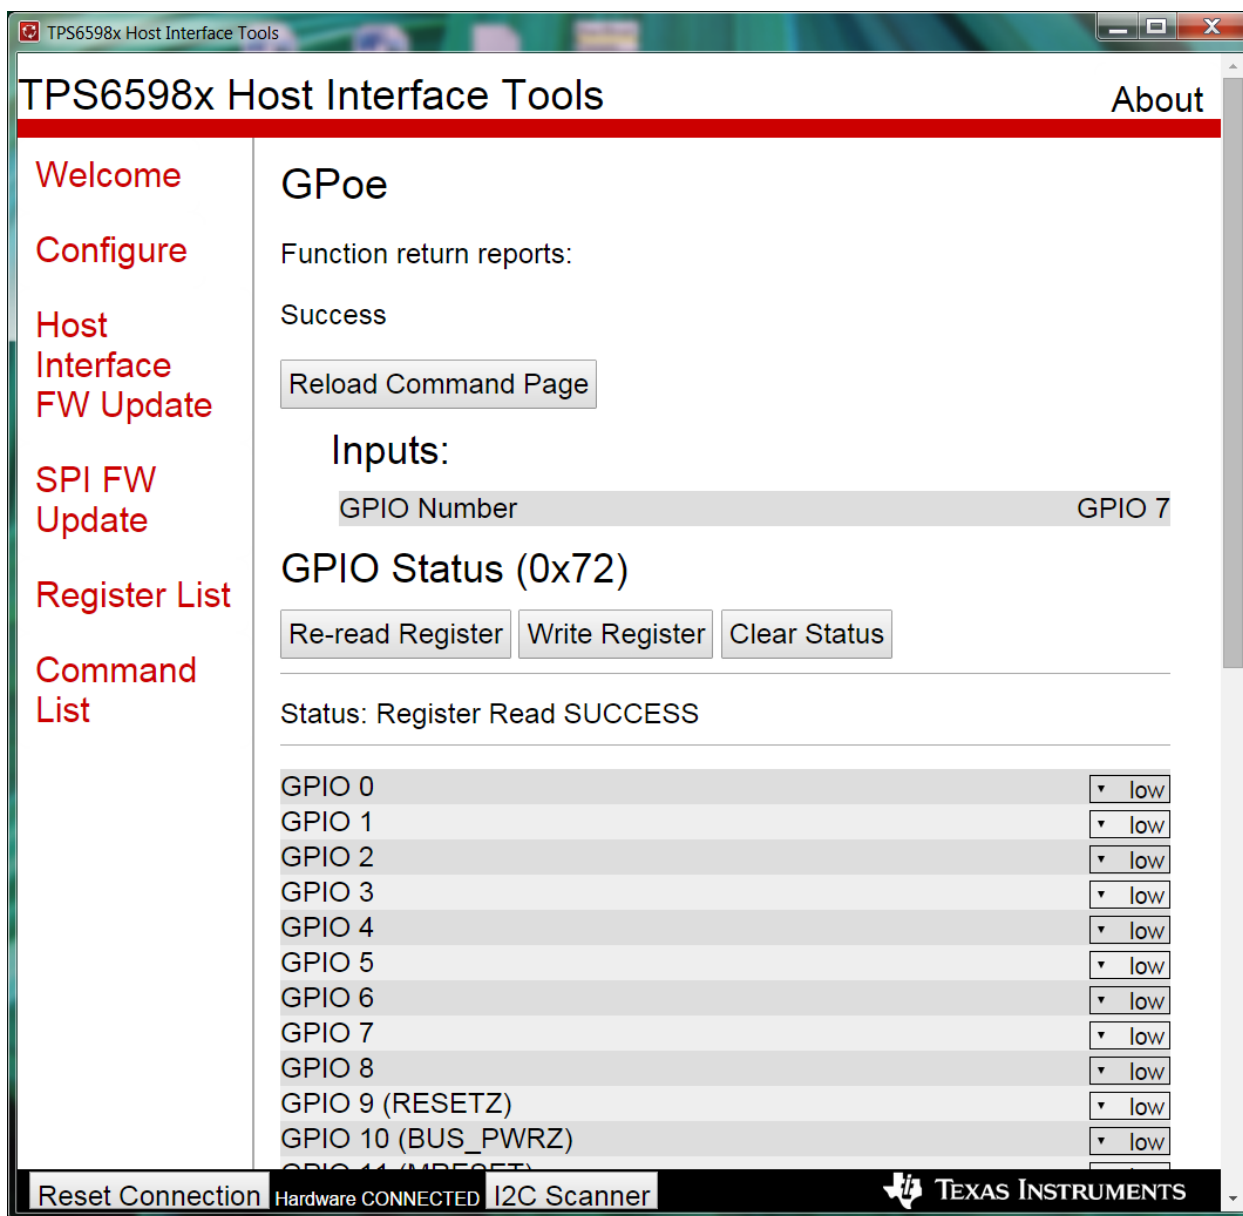 TPS6598x Host Interface Tools
TPS6598x Host Interface Tools
About
Welcome
Configure
Host
Interface
FW Update
SPI FW
Update
Register List
Command
List
GPoe
Function return reports:
Success
Reload Command Page
Inputs:
GPIO Number GPIO 7
GPIO Status (0x72)
Re-read Register Write Register Clear Status
Status: Register Read SUCCESS
GPIO 0 low
GPIO 1 low
GPIO 2 low
GPIO 3 low
GPIO 4 low
GPIO 5 low
GPIO 6 low
GPIO 7 low
GPIO 8 low
GPIO 9 (RESETZ) low
GPIO 10 (BUS_PWRZ) low
GPIO 11 (MRESET)
Reset Connection Hardware CONNECTED I2C Scanner TEXAS INSTRUMENTS